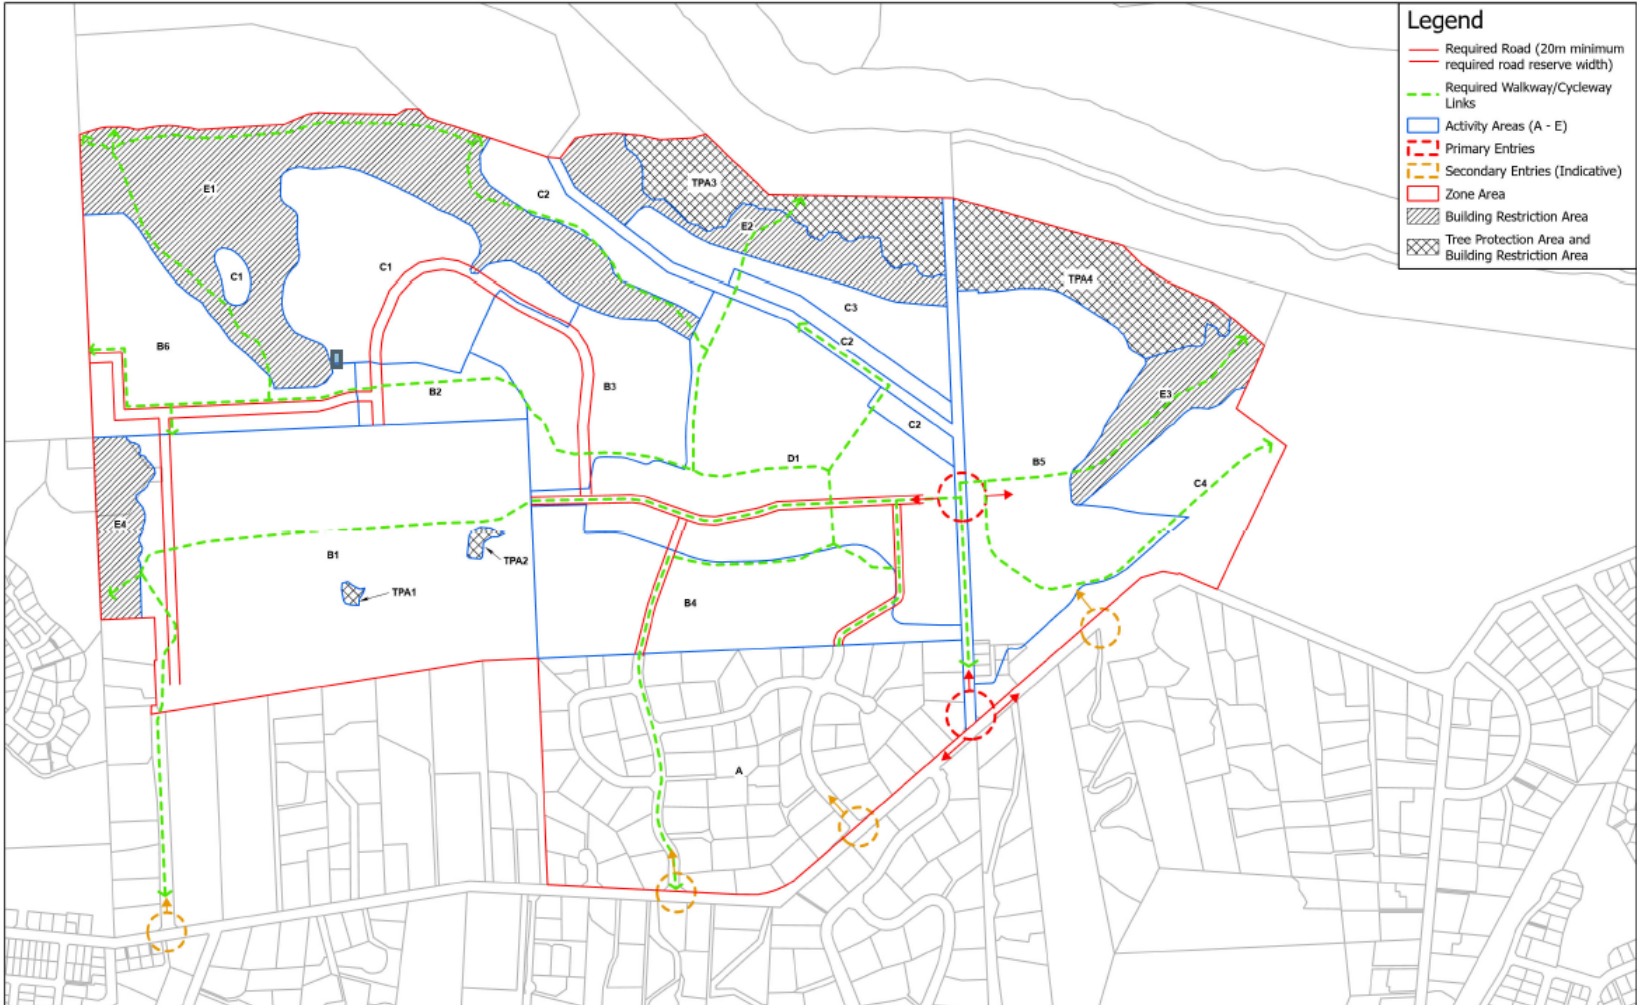 Legend
Required Road (20m minimum
required road reserve width)
Required Walkway/Cycleway
Links
Activity Areas (A - E)
Primary Entries
Secondary Entries (Indicative)
Zone Area
Building Restriction Area
Tree Protection Area and
Building Restriction Area
TPA3
E1
C2
E2
C1
C1
TPA4
C3
C2
B6
B3
B2
E3
C2
D1
B5
C4
E4
B1
TPA2
TPA1
B4
A